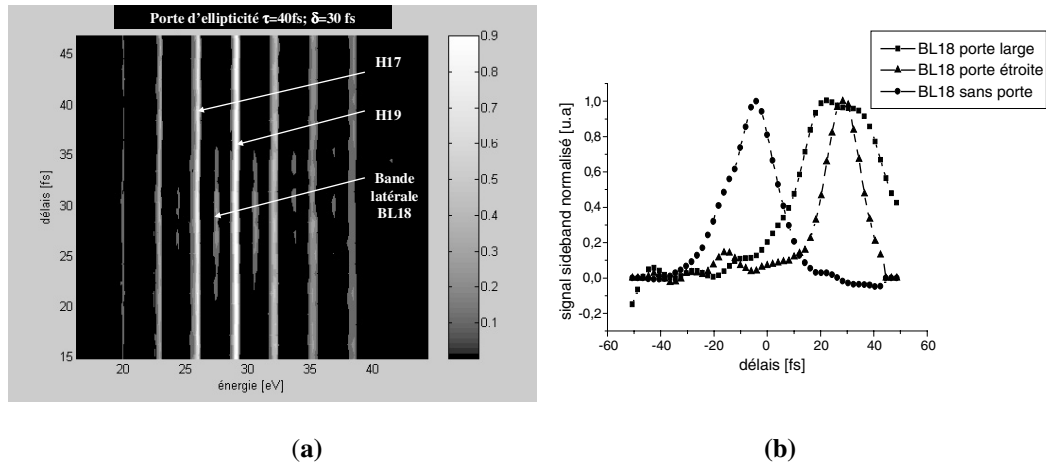 Porte d'ellipticité τ=40fs; δ=30 fs
H17
H19
Bande
latérale
BL18
délais [fs]
45
40
35
30
25
20
15
20
25
30
35
40
énergie [eV]
0.9
0.8
0.7
0.6
0.5
0.4
0.3
0.2
0.1
(a)
BL18 porte large
BL18 porte étroite
BL18 sans porte
signal sideband normalisé [u.a]
1,0
0,8
0,6
0,4
0,2
0,0
-0,2
-60
-40
-20
0
20
40
60
délais [fs]
(b)